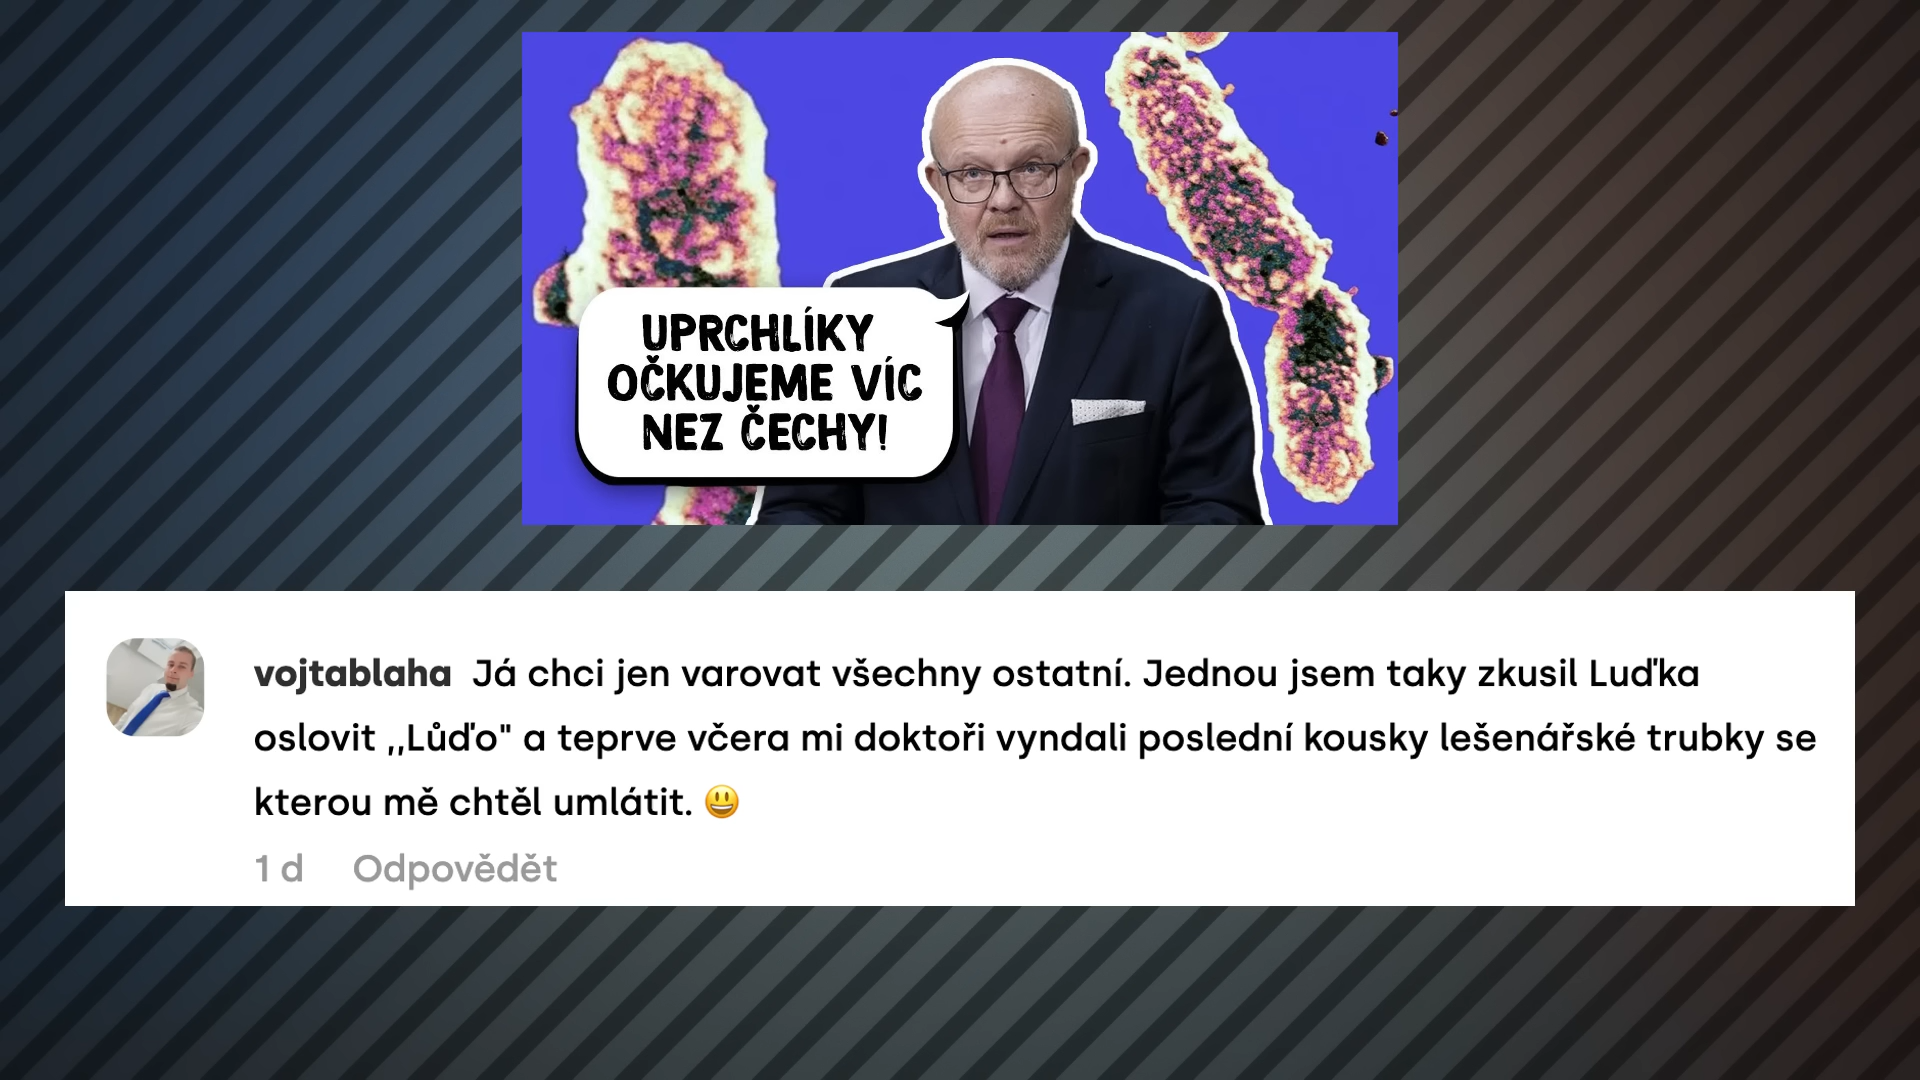 UPRCHLÍKY
OČKUJEME VÍC
NEZ ČECHY!
vojtablaha Já chci jen varovat všechny ostatní. Jednou jsem taky zkusil Luďka
oslovit ,,Lůďo" a teprve včera mi doktoři vyndali poslední kousky lešenářské trubky se
kterou mě chtěl umlátit. 😃
1 d Odpovědět